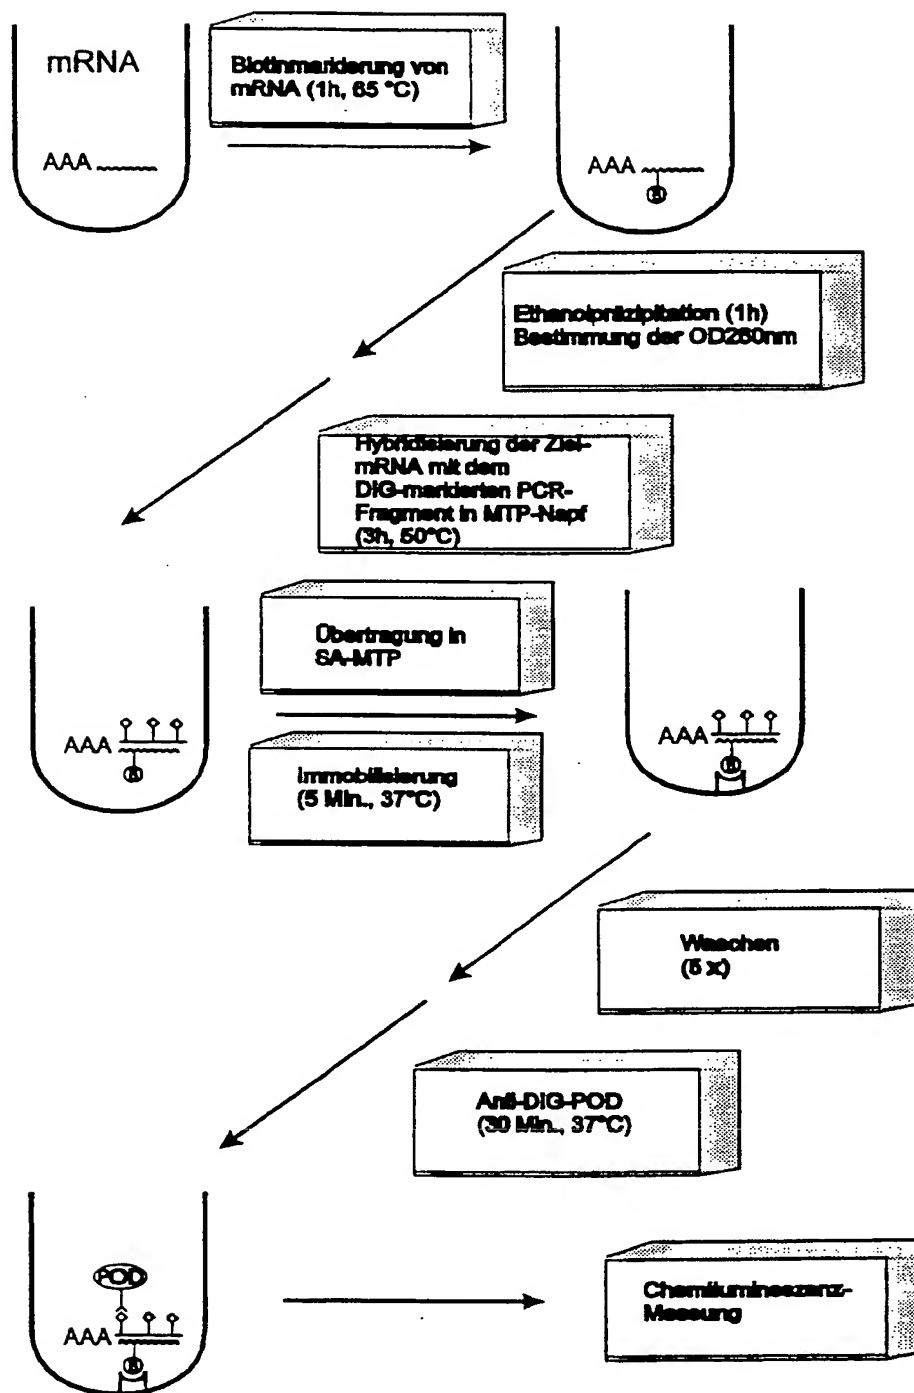 mRNA
AAA
Biotinmarkierung von
mRNA (1h, 65 °C)
AAA
B
Ethanolpräzipitation (1h)
Bestimmung der OD260nm
Hybridisierung der Ziel-
mRNA mit dem
DIG-markierten PCR-
Fragment in MTP-Napf
(3h, 50°C)
Übertragung in
SA-MTP
AAA
B
Immobilisierung
(5 Min., 37°C)
AAA
B
Waschen
(5 x)
Anti-DIG-POD
(30 Min., 37°C)
POD
AAA
B
Chemilumineszenz-
Messung